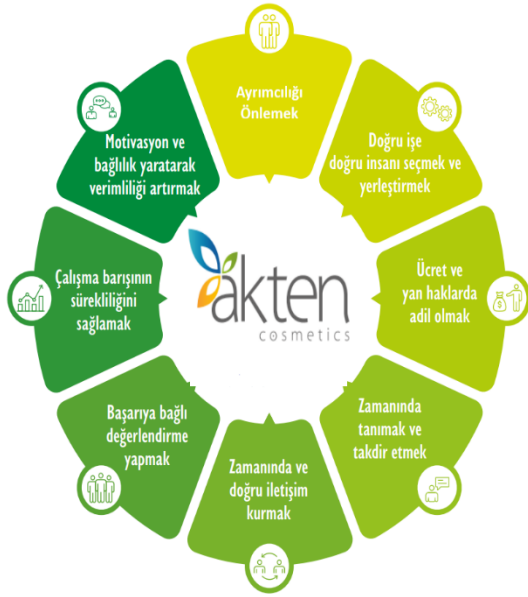 Ayrımcılığı
Önlemek
Doğru işe
doğru insanı seçmek ve
yerleştirmek
Ücret ve
yan haklarda
adil olmak
Zamanında
tanımak ve
takdir etmek
Zamanında ve
doğru iletişim
kurmak
Başarıya bağlı
değerlendirme
yapmak
Çalışma barışının
sürekliliğini
sağlamak
Motivasyon ve
bağlılık yaratarak
verimliliği artırmak
akten
cosmetics
$